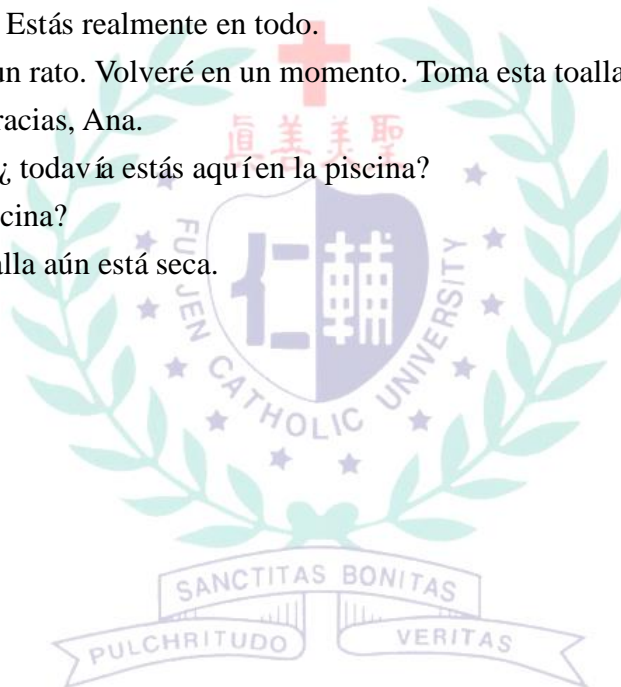 Estás realmente en todo.
un rato. Volveré en un momento. Toma esta toalla
racias, Ana.
¿ todavía estás aquí en la piscina?
cina?
alla aún está seca.
眞善美聖
FU JEN CATHOLIC UNIVERSITY
仁輔
SANCTITAS BONITAS
PULCHRITUDO VERITAS